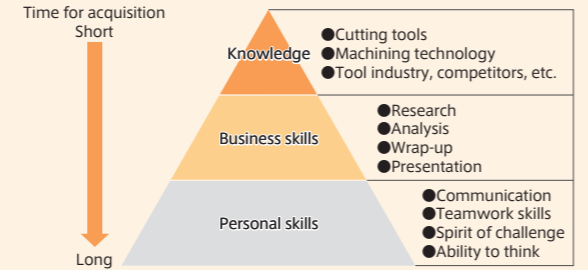 Time for acquisition
Short
Knowledge
●Cutting tools
●Machining technology
●Tool industry, competitors, etc.
Business skills
●Research
●Analysis
●Wrap-up
●Presentation
Personal skills
●Communication
●Teamwork skills
●Spirit of challenge
●Ability to think
Long